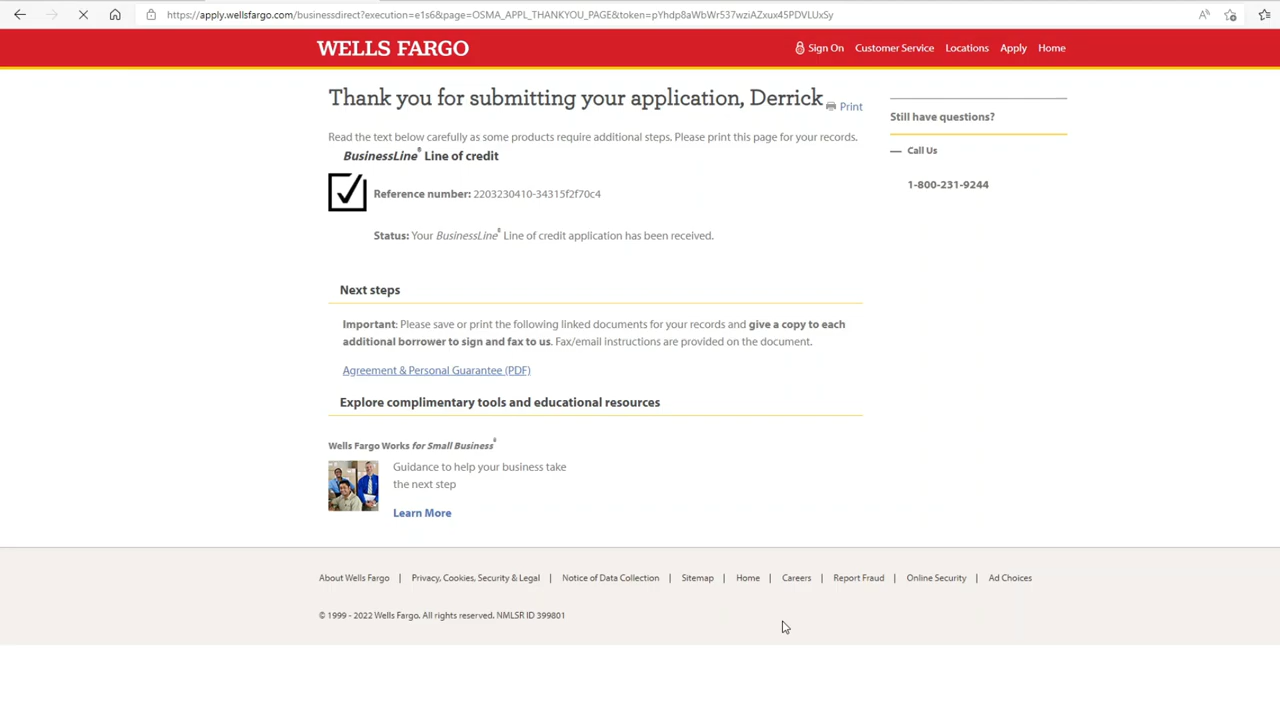 https://apply.wellsfargo.com/businessdirect?execution=e1s6&page=OSMA_APPL_THANKYOU_PAGE&token=pYhdp8aWbWr537wziAZxux45PDVLUxSy
WELLS FARGO
Sign On Customer Service Locations Apply Home
Thank you for submitting your application, Derrick
Print
Read the text below carefully as some products require additional steps. Please print this page for your records.
BusinessLine® Line of credit
Reference number: 2203230410-34315f2f70c4
Status: Your BusinessLine® Line of credit application has been received.
Next steps
Important: Please save or print the following linked documents for your records and give a copy to each
additional borrower to sign and fax to us. Fax/email instructions are provided on the document.
Agreement & Personal Guarantee (PDF)
Explore complimentary tools and educational resources
Wells Fargo Works for Small Business®
Guidance to help your business take
the next step
Learn More
Still have questions?
Call Us
1-800-231-9244
About Wells Fargo | Privacy, Cookies, Security & Legal | Notice of Data Collection | Sitemap | Home | Careers | Report Fraud | Online Security | Ad Choices
© 1999 - 2022 Wells Fargo. All rights reserved. NMLSR ID 399801